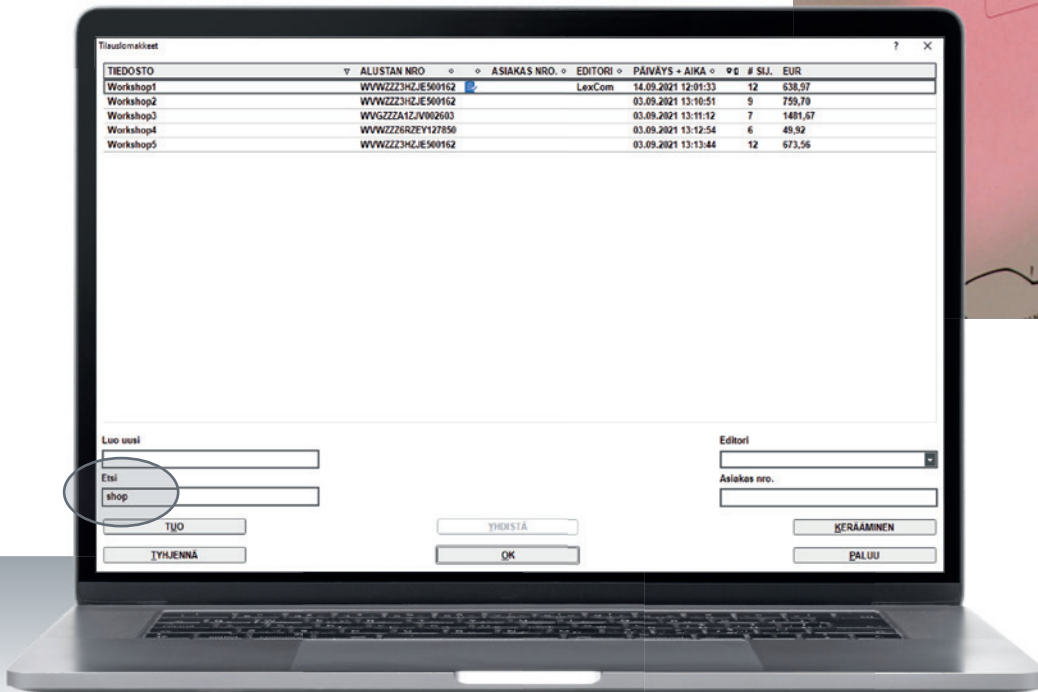 Tilauslomakkeet ? ×
TIEDOSTO ALUSTAN NRO ASIAKAS NRO. EDITORI PÄIVÄYS + AIKA # SIJ. EUR
Workshop1 WVWZZZ3HZJE500162 LexCom 14.09.2021 12:01:33 12 638,97
Workshop2 WVWZZZ3HZJE500162 03.09.2021 13:10:51 9 759,70
Workshop3 WVGZZZA1ZJV002603 03.09.2021 13:11:12 7 1481,67
Workshop4 WVWZZZ6RZEY127850 03.09.2021 13:12:54 6 49,92
Workshop5 WVWZZZ3HZJE500162 03.09.2021 13:13:44 12 673,56
Luo uusi Editori
Etsi Asiakas nro.
shop
TUO YHDISTÄ KERÄÄMINEN
TYHJENNÄ OK PALUU